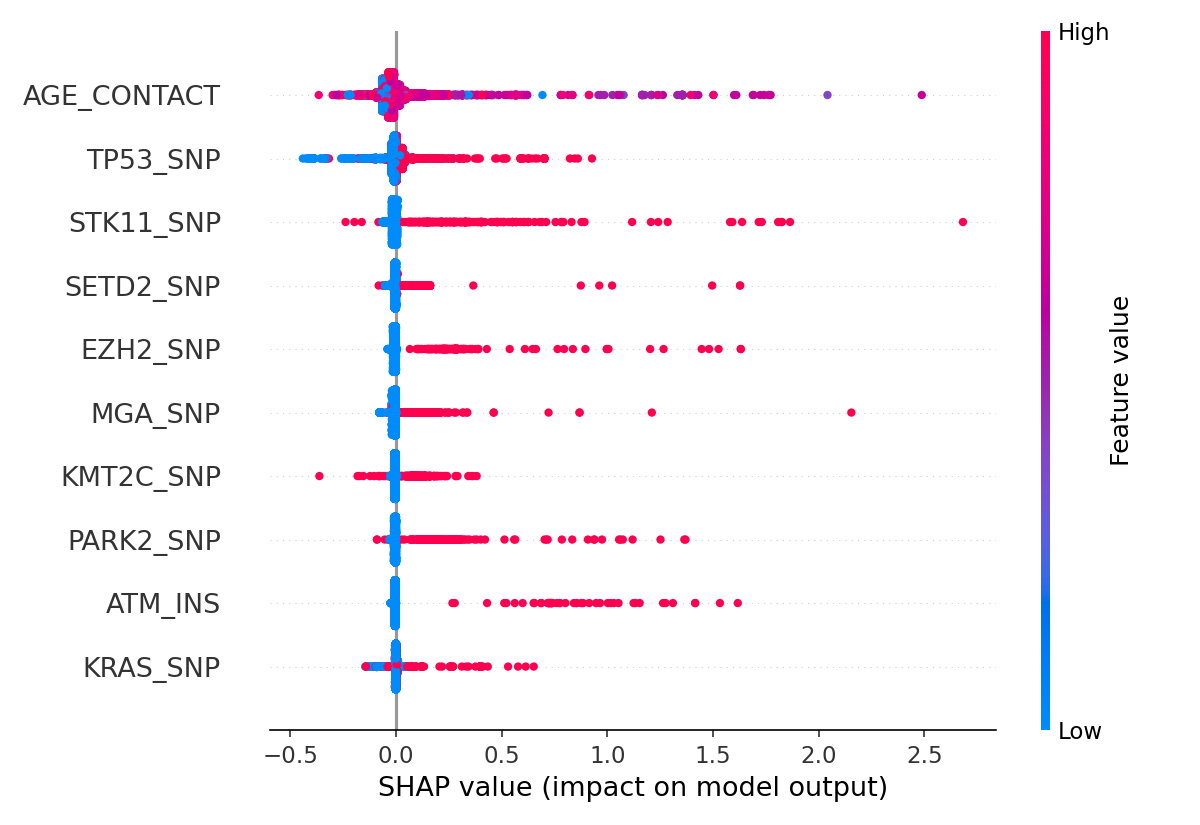 High
AGE_CONTACT
TP53_SNP
STK11_SNP
SETD2_SNP
EZH2_SNP
MGA_SNP
KMT2C_SNP
PARK2_SNP
ATM_INS
KRAS_SNP
Feature value
Low
−0.5 0.0 0.5 1.0 1.5 2.0 2.5
SHAP value (impact on model output)